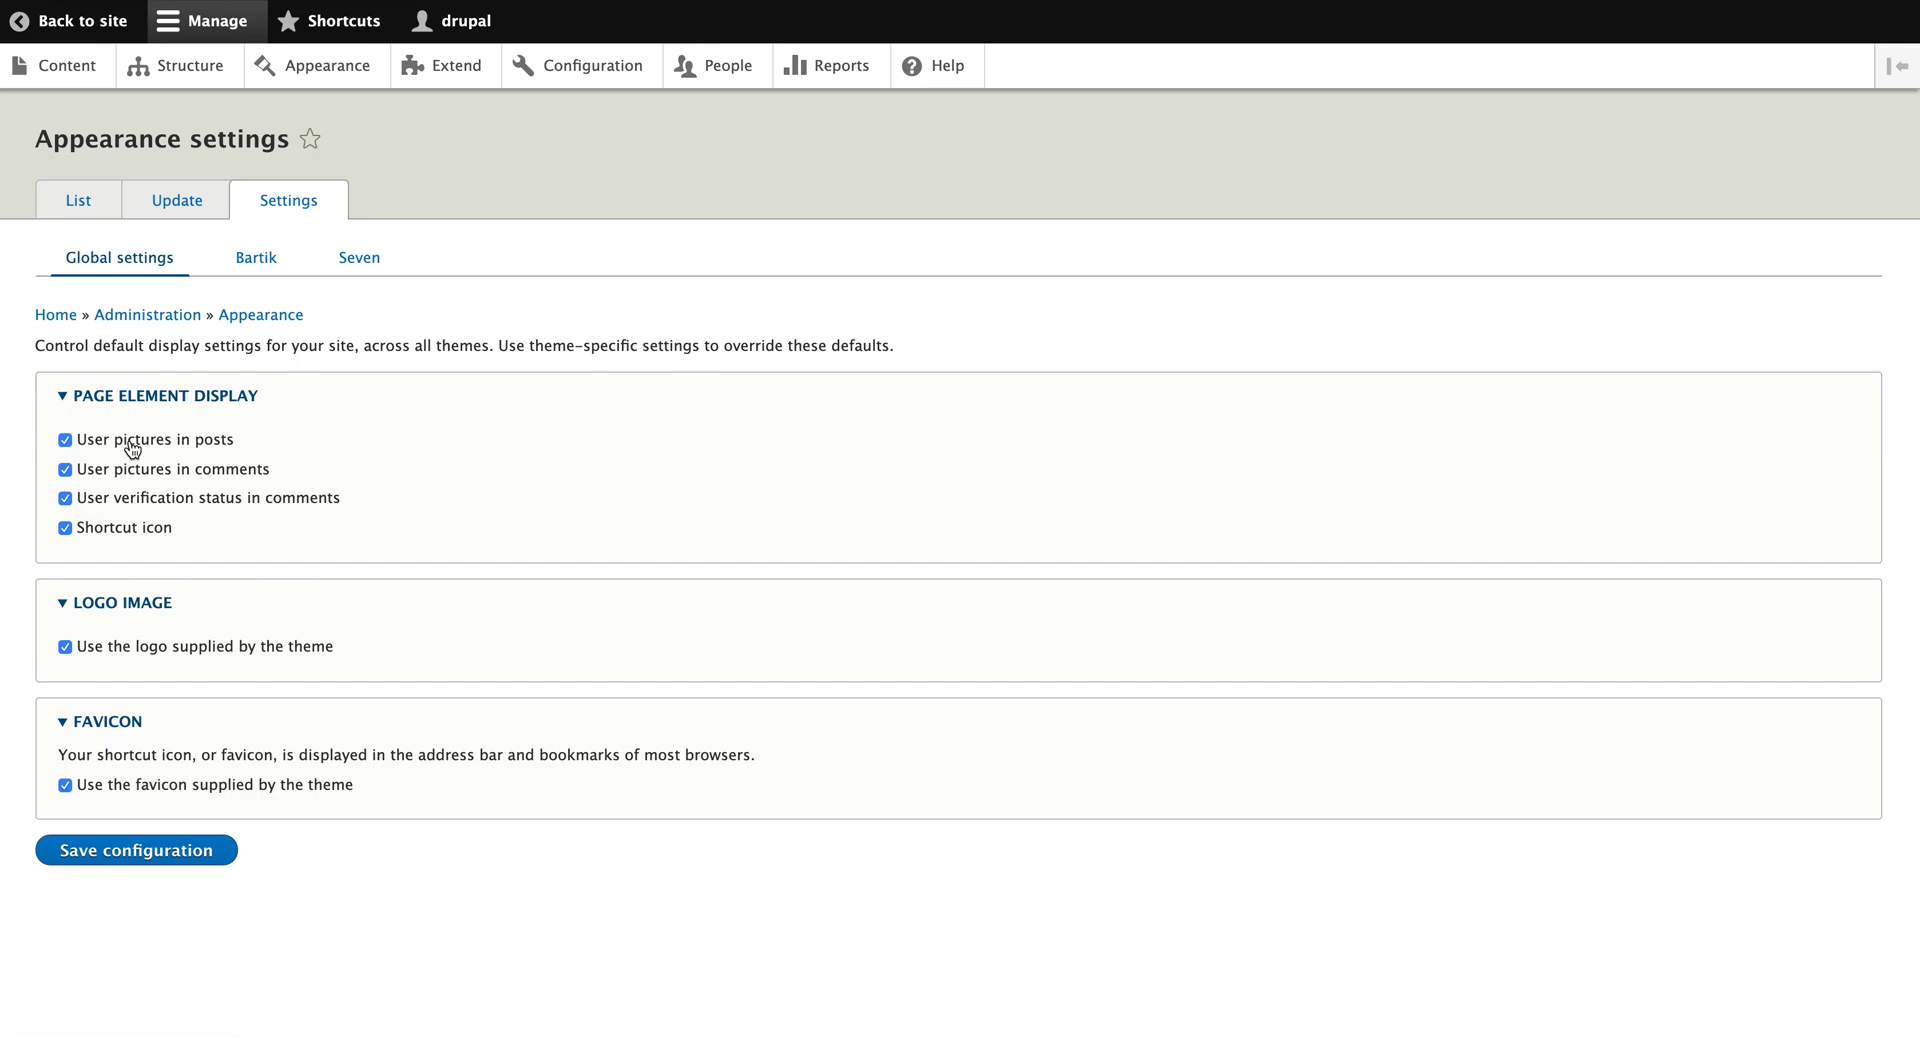 Back to site Manage Shortcuts drupal
Content Structure Appearance Extend Configuration People Reports Help
Appearance settings
List Update Settings
Global settings Bartik Seven
Home » Administration » Appearance
Control default display settings for your site, across all themes. Use theme-specific settings to override these defaults.
PAGE ELEMENT DISPLAY
User pictures in posts
User pictures in comments
User verification status in comments
Shortcut icon
LOGO IMAGE
Use the logo supplied by the theme
FAVICON
Your shortcut icon, or favicon, is displayed in the address bar and bookmarks of most browsers.
Use the favicon supplied by the theme
Save configuration